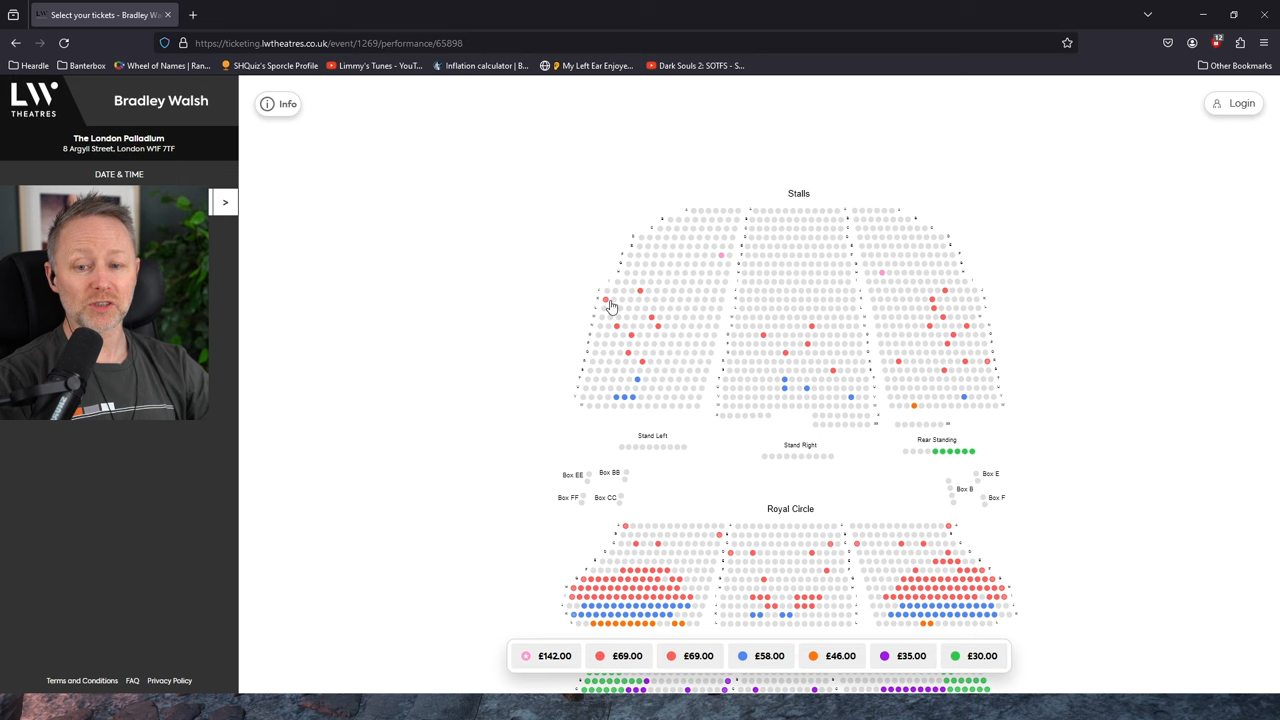 Select your tickets - Bradley Wa
https://ticketing.lwtheatres.co.uk/event/1269/performance/65898
12
Heardle
Banterbox
Wheel of Names | Ran...
SHQuiz's Sporcle Profile
Limmy's Tunes - YouT...
Inflation calculator | B...
My Left Ear Enjoye...
Dark Souls 2: SOTFS - S...
Other Bookmarks
LW
THEATRES
Bradley Walsh
The London Palladium
8 Argyll Street, London W1F 7TF
DATE & TIME
>
Info
Login
Stalls
Stand Left
Stand Right
Rear Standing
Box EE
Box BB
Box FF
Box CC
Box E
Box B
Box F
Royal Circle
£142.00
£69.00
£69.00
£58.00
£46.00
£35.00
£30.00
Terms and Conditions
FAQ
Privacy Policy